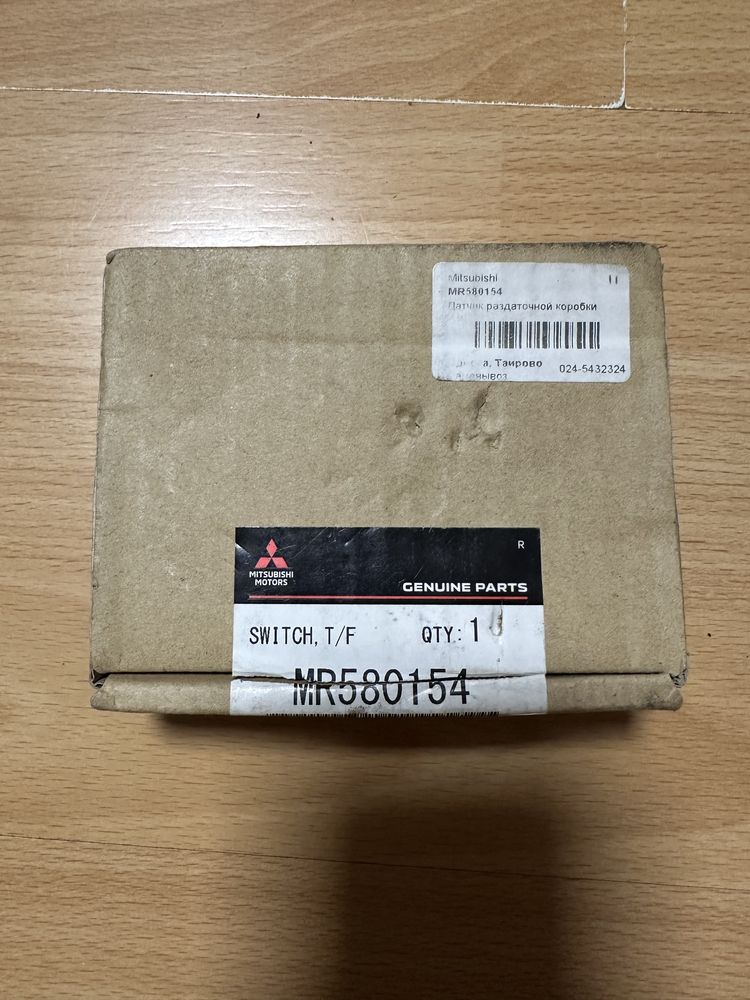 Mitsubishi
MR580154
Датчик раздаточной коробки
Таирово
024-5432324
R
MITSUBISHI
MOTORS
GENUINE PARTS
SWITCH,T/F QTY:1
MR580154